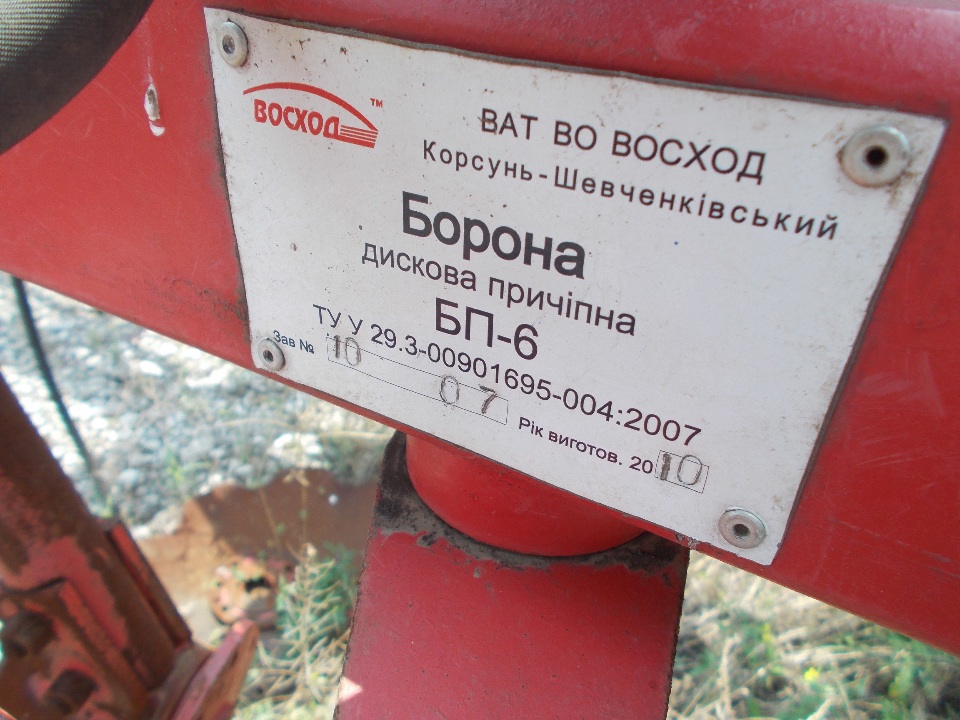 ВОСХОД™
ВАТ ВО ВОСХОД
Корсунь-Шевченківський
Борона
дискова причіпна
БП-6
ТУ У 29.3-00901695-004:2007
Зав № 10 07
Рік виготов. 2010